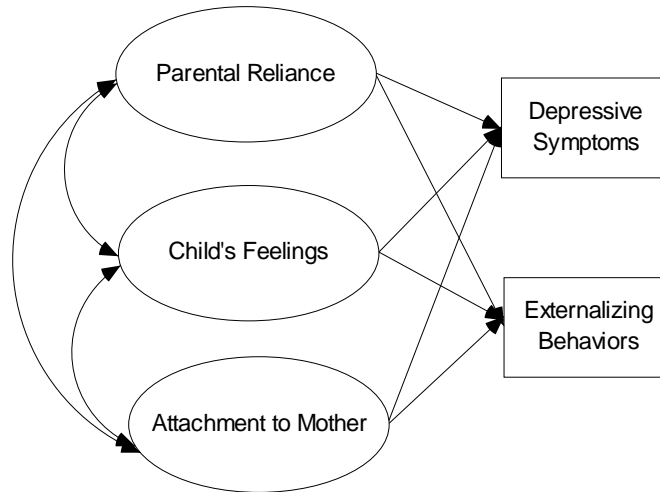 Parental Reliance
Depressive
Symptoms
Child's Feelings
Externalizing
Behaviors
Attachment to Mother